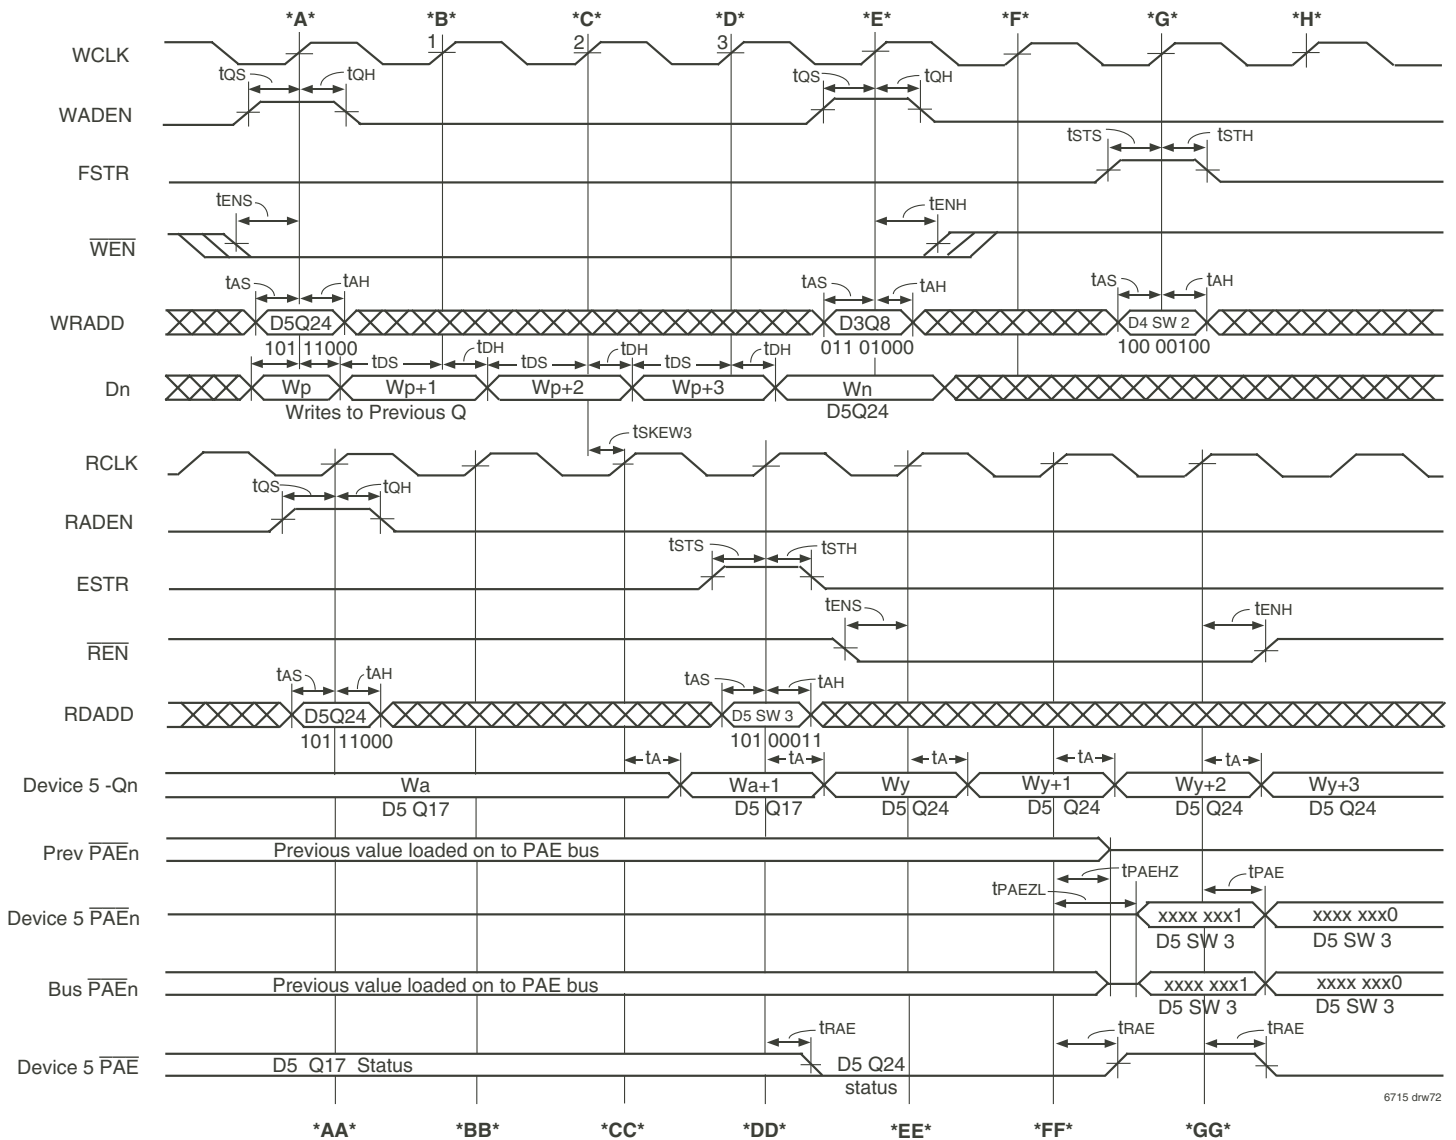 *A* *B* *C* *D* *E* *F* *G* *H*
WCLK 1 2 3
tQS tQH tQS tQH
WADEN
tSTS tSTH
FSTR
tENS tENH
WEN
tAS tAH tAS tAH tAS tAH
WRADD D5Q24 D3Q8 D4 SW 2
101 11000 011 01000 100 00100
tDS tDH tDS tDH tDS tDH
Dn Wp Wp+1 Wp+2 Wp+3 Wn
Writes to Previous Q D5Q24
tSKEW3
RCLK
tQS tQH
RADEN
tSTS tSTH
ESTR
tENS tENH
REN
tAS tAH tAS tAH
RDADD D5Q24 D5 SW 3
101 11000 101 00011
tA tA tA tA tA
Device 5 -Qn Wa Wa+1 Wy Wy+1 Wy+2 Wy+3
D5 Q17 D5 Q17 D5 Q24 D5 Q24 D5 Q24 D5 Q24
Prev PAEn Previous value loaded on to PAE bus
tPAEHZ tPAE
tPAEZL
Device 5 PAEn xxxx xxx1 xxxx xxx0
D5 SW 3 D5 SW 3
Bus PAEn Previous value loaded on to PAE bus xxxx xxx1 xxxx xxx0
D5 SW 3 D5 SW 3
tRAE tRAE tRAE
Device 5 PAE D5 Q17 Status D5 Q24
status
6715 drw72
*AA* *BB* *CC* *DD* *EE* *FF* *GG*